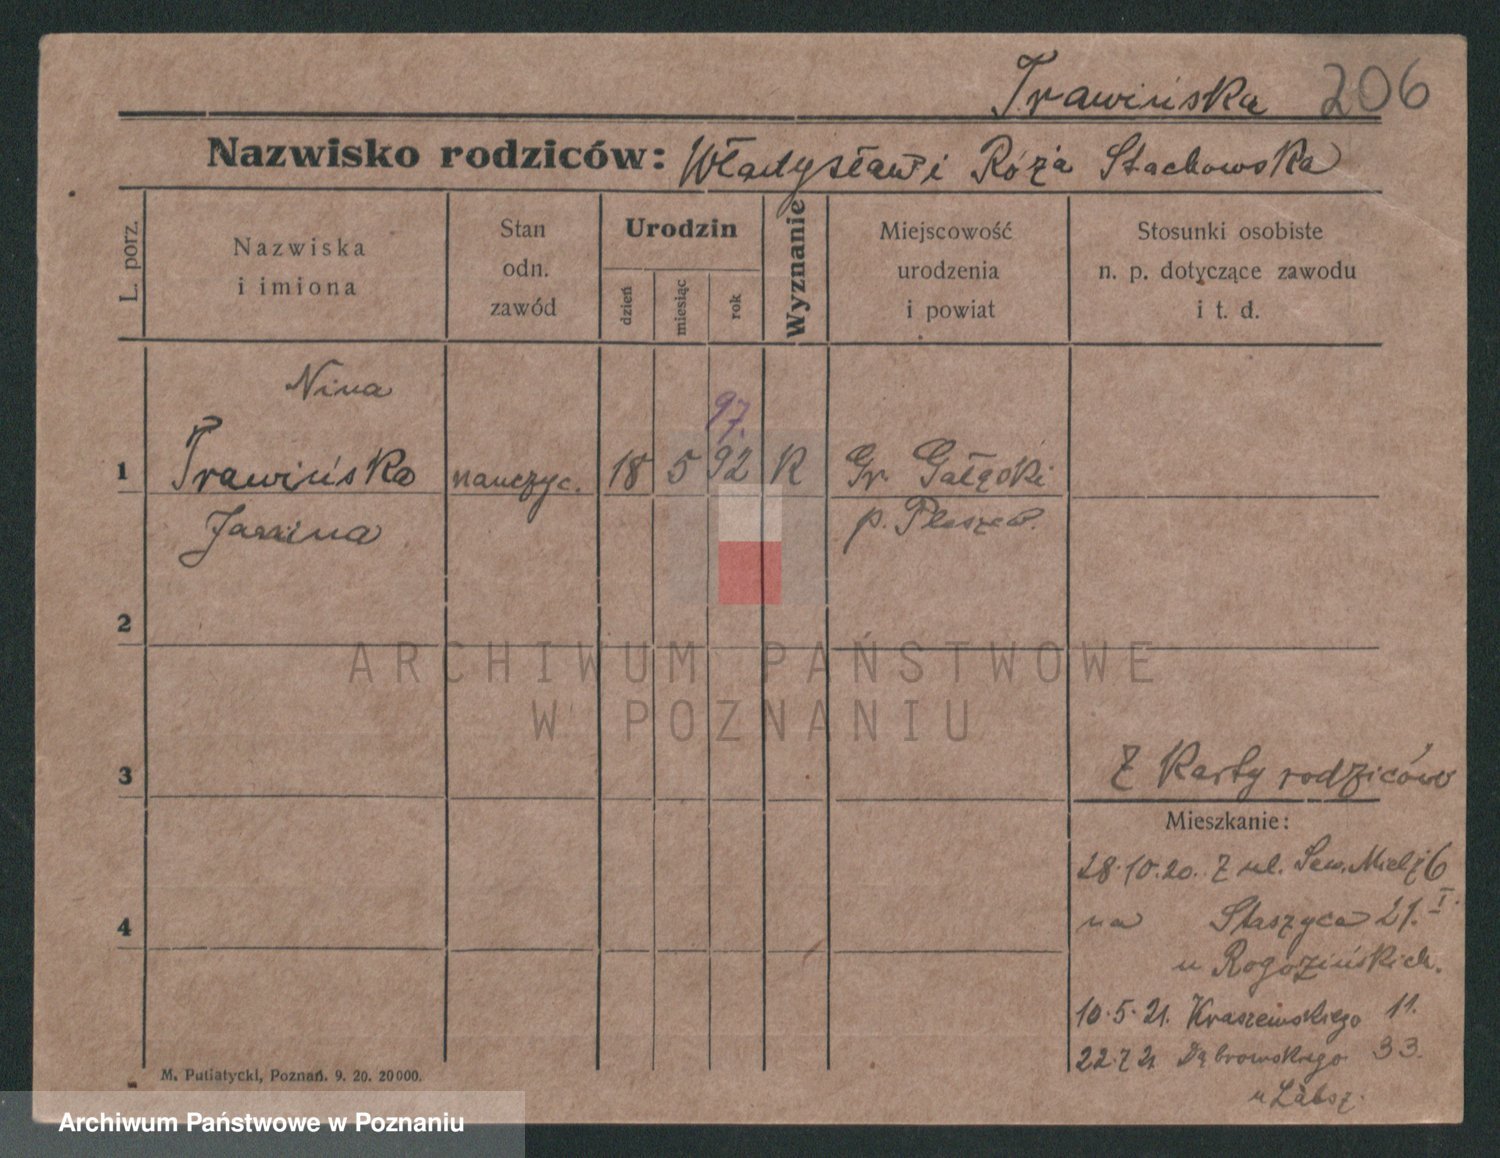 Trawińska 206
Nazwisko rodziców: Władysław i Róża Stachowska
L. porz.
Nazwiska
i imiona
Stan
odn.
zawód
Urodzin
dzień
miesiąc
rok
Wyznanie
Miejscowość
urodzenia
i powiat
Stosunki osobiste
n. p. dotyczące zawodu
i t. d.
Nina
97.
1 Trawińska nauczyc. 18 5 92 K Gr. Gałązki
Janina p. Pleszew.
2
ARCHIWUM PAŃSTWOWE
W POZNANIU
3
Z Karty rodziców
Mieszkanie:
28.10.20. Z ul. Sew. Mielż 6
4
na Staszyca 21. I.
u Rogozińskich.
10.5.21. Kraszewskiego 11.
22.7.21. Dąbrowskiego 33.
u
M. Putiatycki, Poznań. 9. 20. 20000.
Archiwum Państwowe w Poznaniu